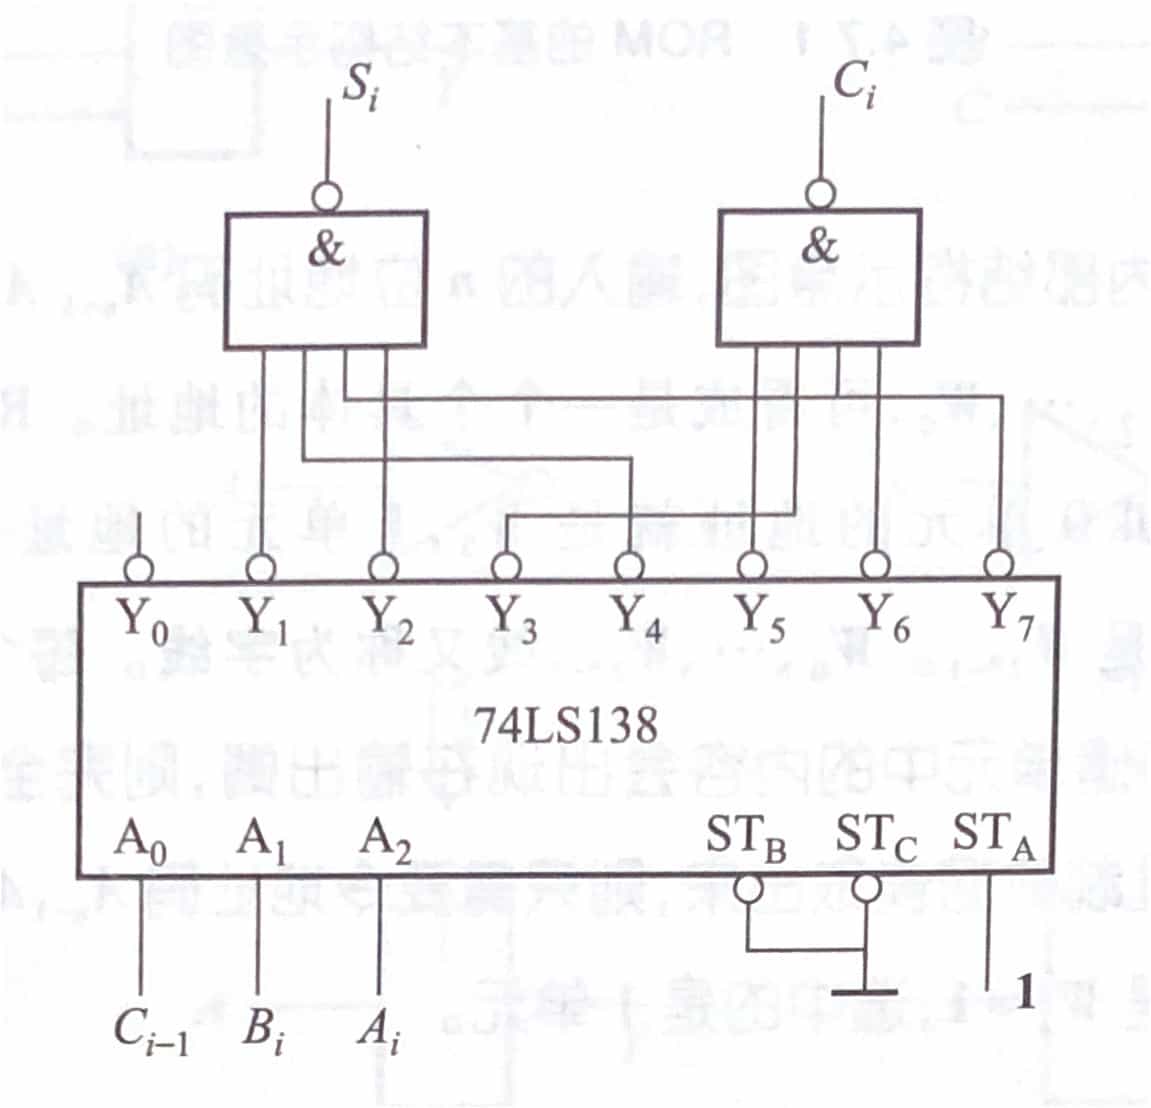 S_i C_i
& &
Y_0 Y_1 Y_2 Y_3 Y_4 Y_5 Y_6 Y_7
74LS138
A_0 A_1 A_2 ST_B ST_C ST_A
1
C_{i-1} B_i A_i